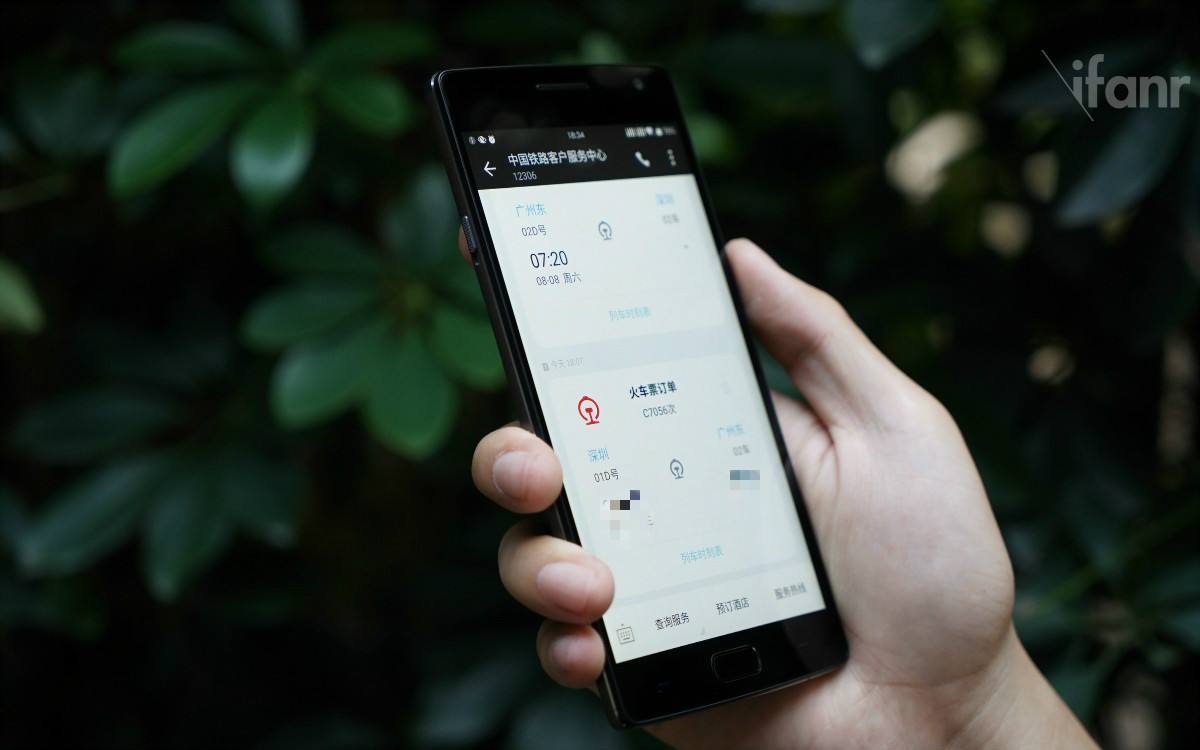 ifanr
18:34
中国铁路客户服务中心
12306
广州东
深圳
02D号
02车
07:20
08-08 周六
列车时刻表
今天 18:07
火车票订单
C7056次
深圳
广州东
01D号
02车
列车时刻表
查询服务
预订酒店
服务热线